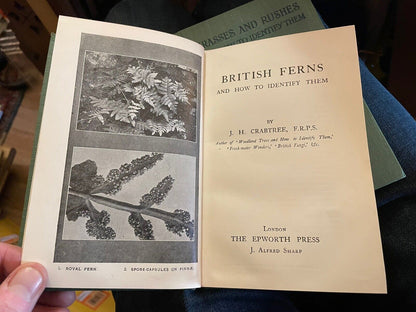 GRASSES AND RUSHES
HOW TO IDENTIFY THEM
BRITISH FERNS
AND HOW TO IDENTIFY THEM
BY
J. H. CRABTREE, F.R.P.S.
Author of "Woodland Trees and How to Identify Them,"
"Freshwater Wonders," "British Fungi," &c.
London
THE EPWORTH PRESS
J. Alfred Sharp
1. ROYAL FERN. 2. SPORE-CAPSULES ON PINNÆ.